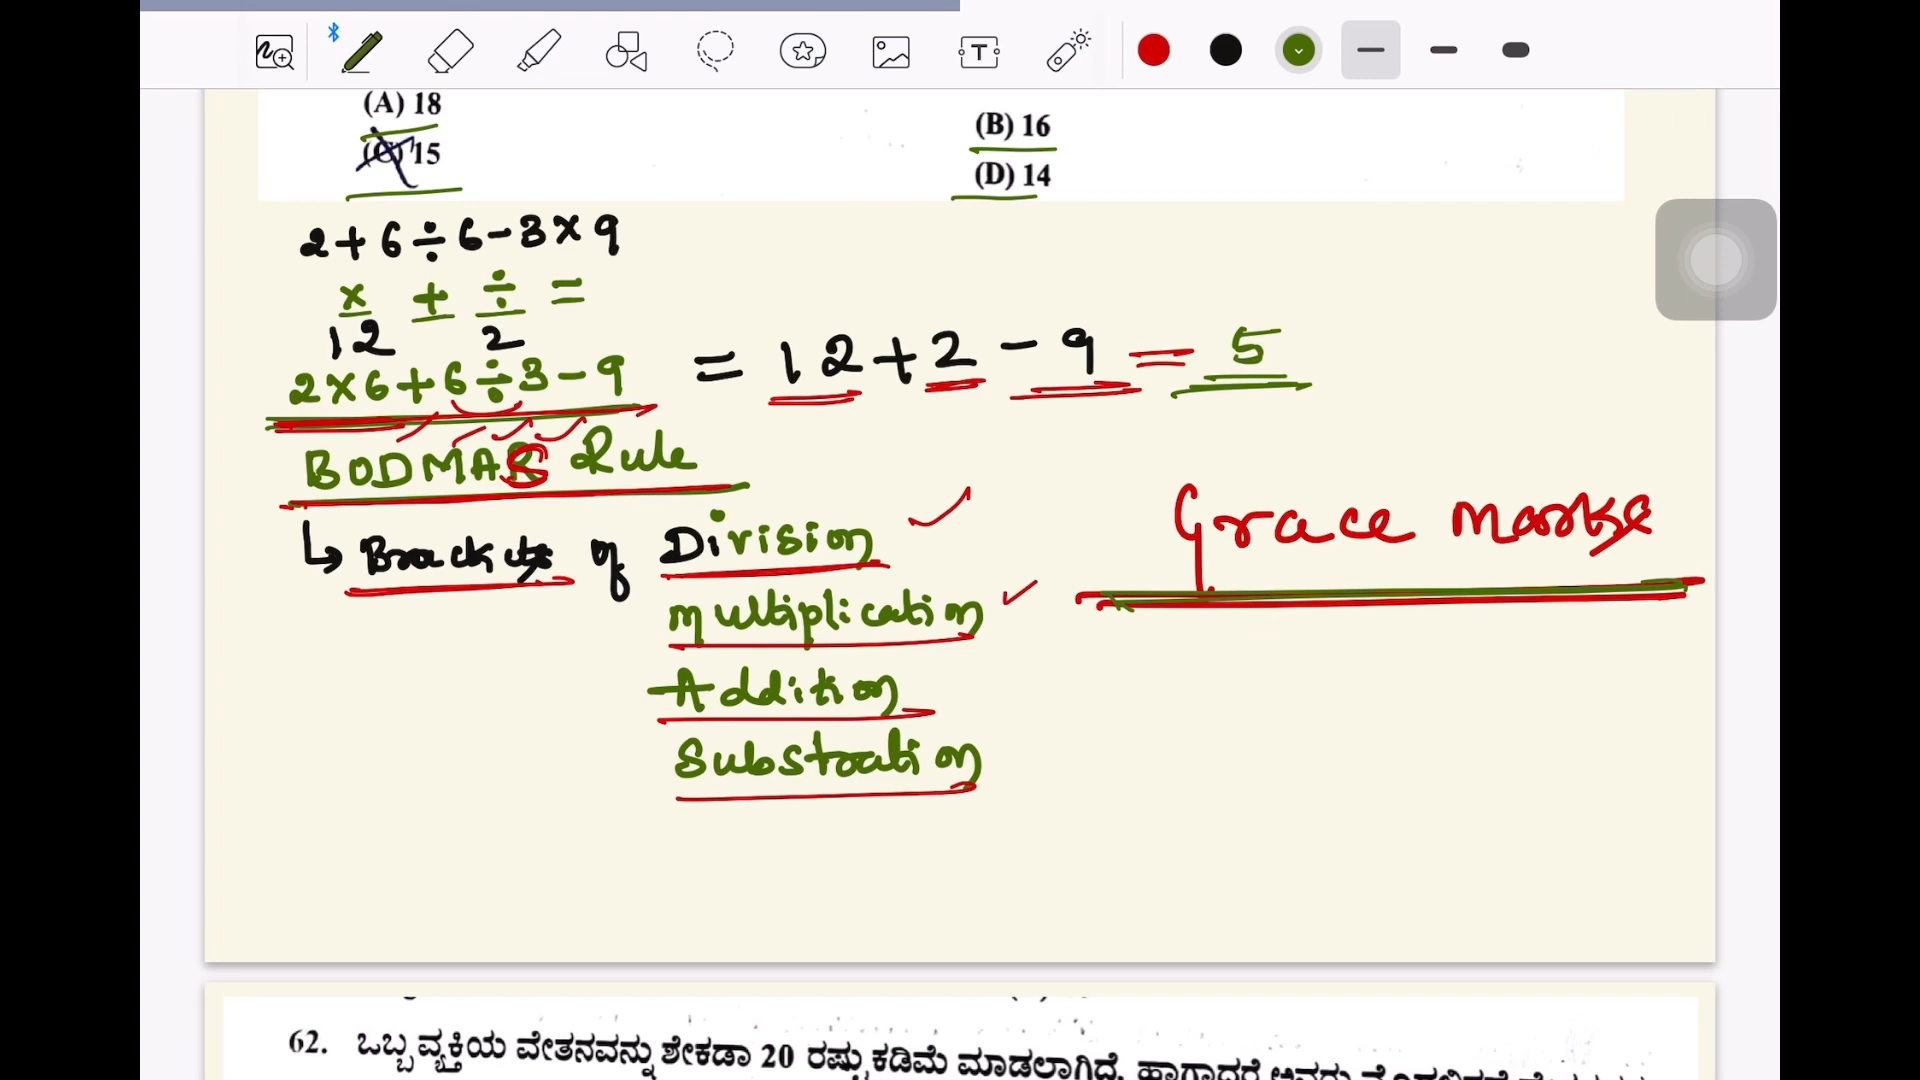 (A) 18
(B) 16
(C) 15
(D) 14
2+6÷6-3×9
× + ÷ =
12 2
2×6+6÷3-9 = 12+2-9 = 5
BODMAS Rule
↳ Brackets of Division
Multiplication
Addition
Substraction
Grace Marks
62. ಒಬ್ಬ ವ್ಯಕ್ತಿಯ ವೇತನವನ್ನು ಶೇಕಡಾ 20 ರಷ್ಟು ಕಡಿಮೆ ಮಾಡಲಾಗಿದೆ. ಹಾಗಾದರೆ